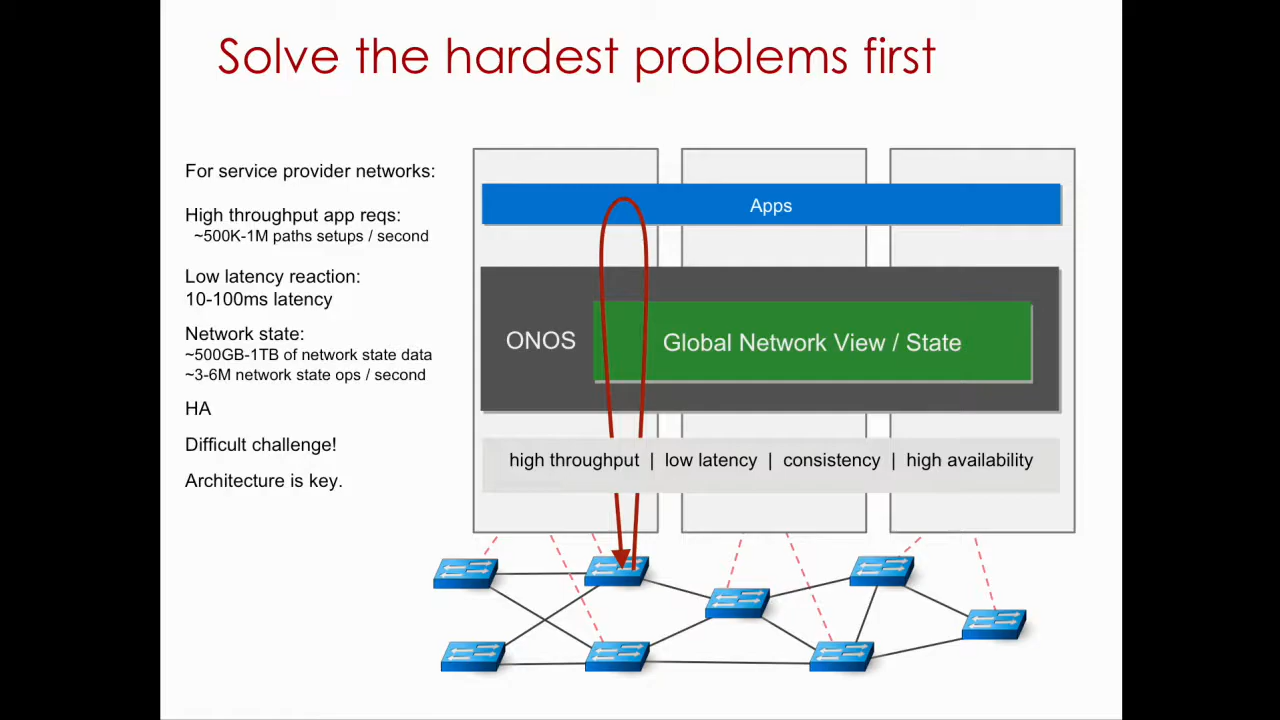 Solve the hardest problems first
For service provider networks:
High throughput app reqs:
~500K-1M paths setups / second
Low latency reaction:
10-100ms latency
Network state:
~500GB-1TB of network state data
~3-6M network state ops / second
HA
Difficult challenge!
Architecture is key.
Apps
ONOS
Global Network View / State
high throughput | low latency | consistency | high availability